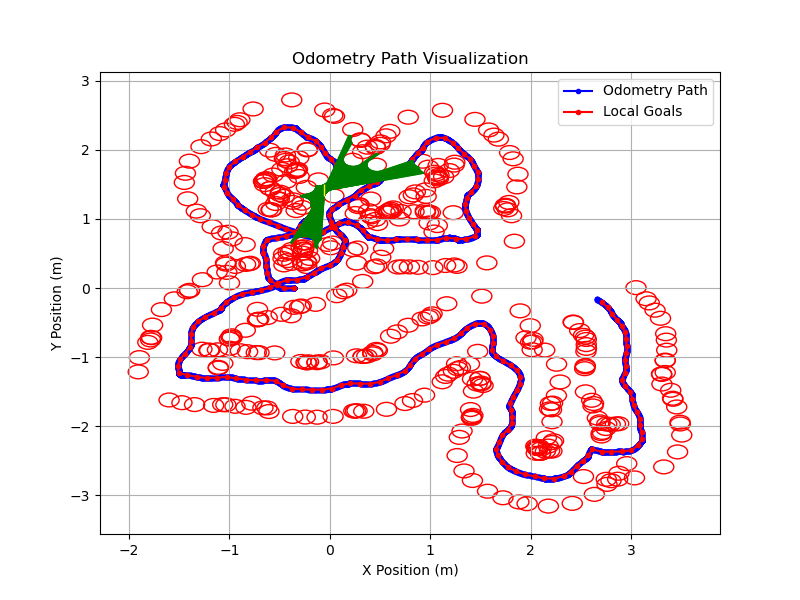 Odometry Path Visualization
Odometry Path
Local Goals
Y Position (m)
3
2
1
0
−1
−2
−3
−2
−1
0
1
2
3
X Position (m)